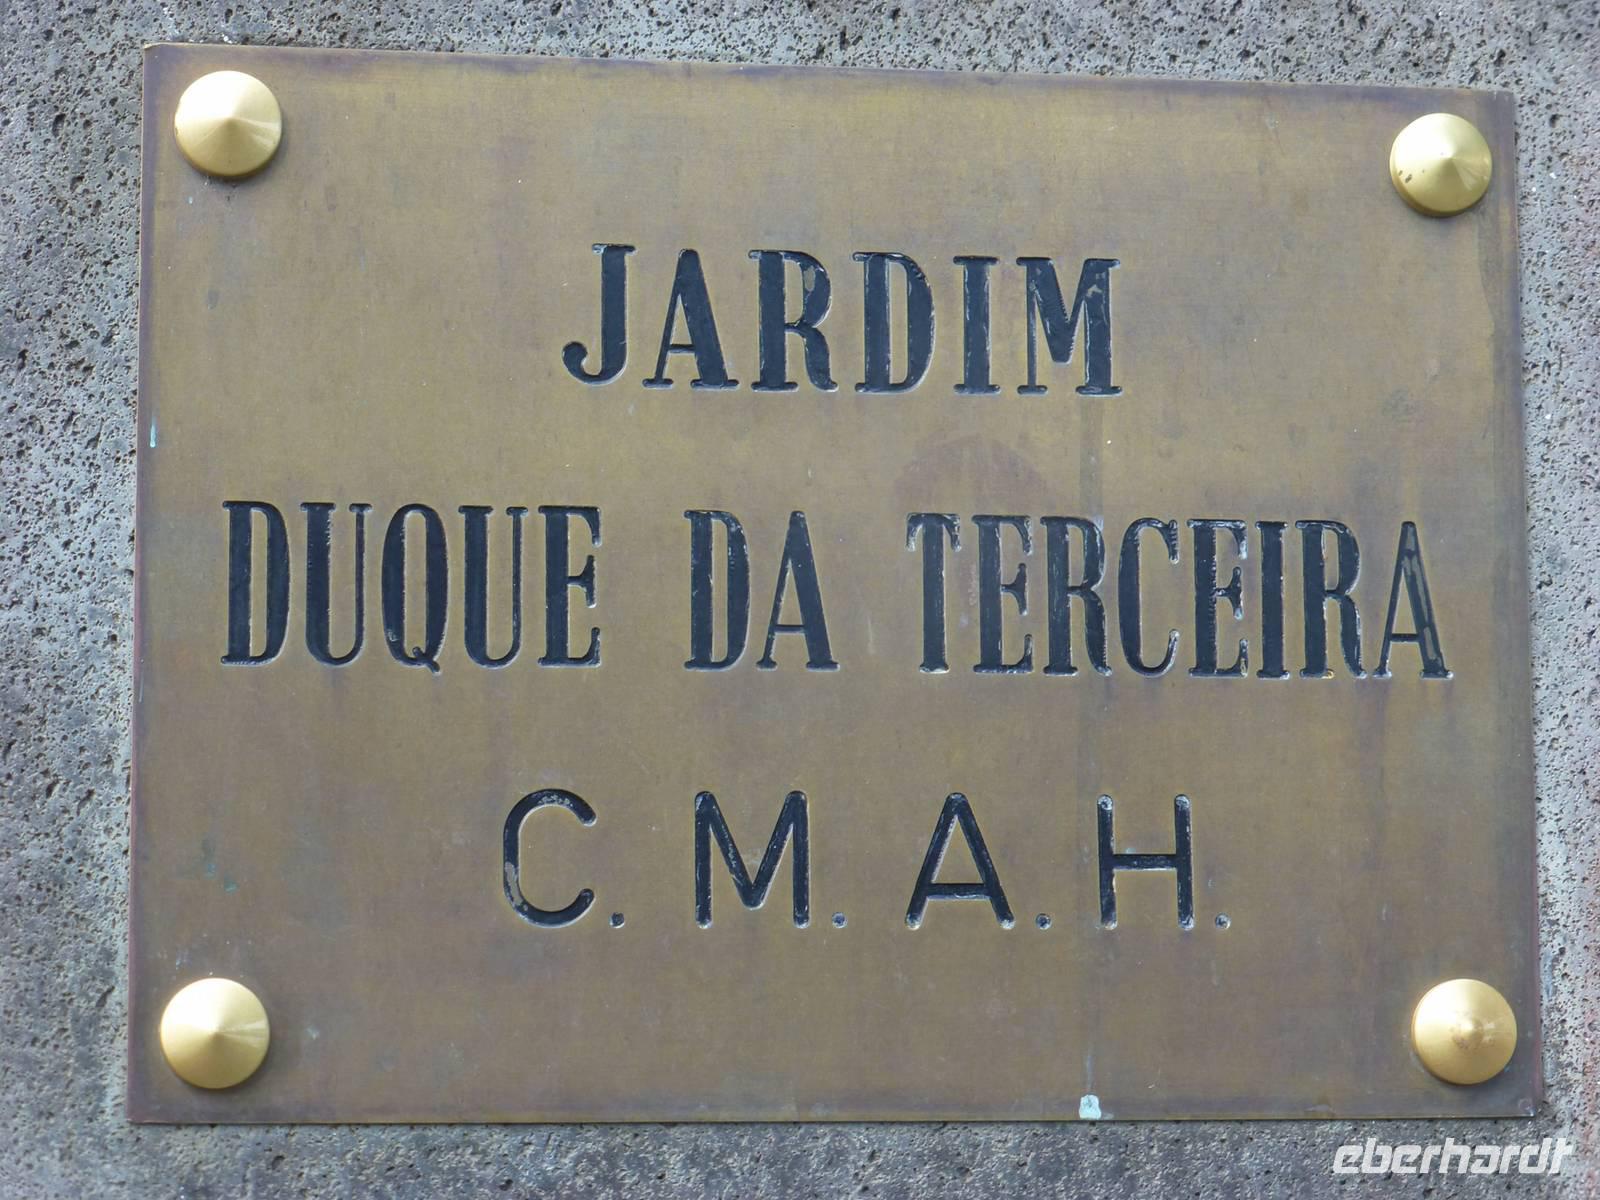 JARDIM
DUQUE DA TERCEIRA
C. M. A. H.
eberhardt